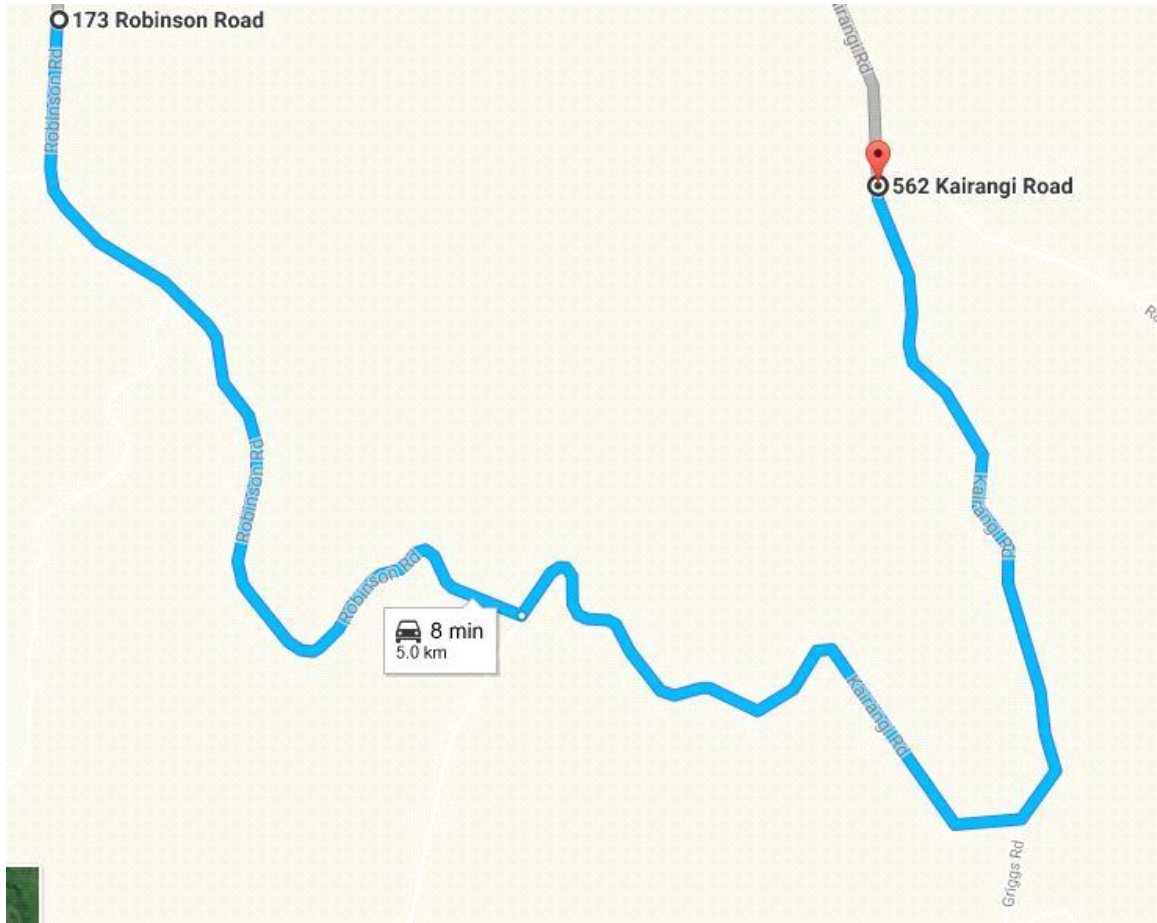 173 Robinson Road
Robinson Rd
Kairangi Rd
562 Kairangi Road
Robinson Rd
Kairangi Rd
Robinson Rd
8 min
5.0 km
Kairangi Rd
Griggs Rd